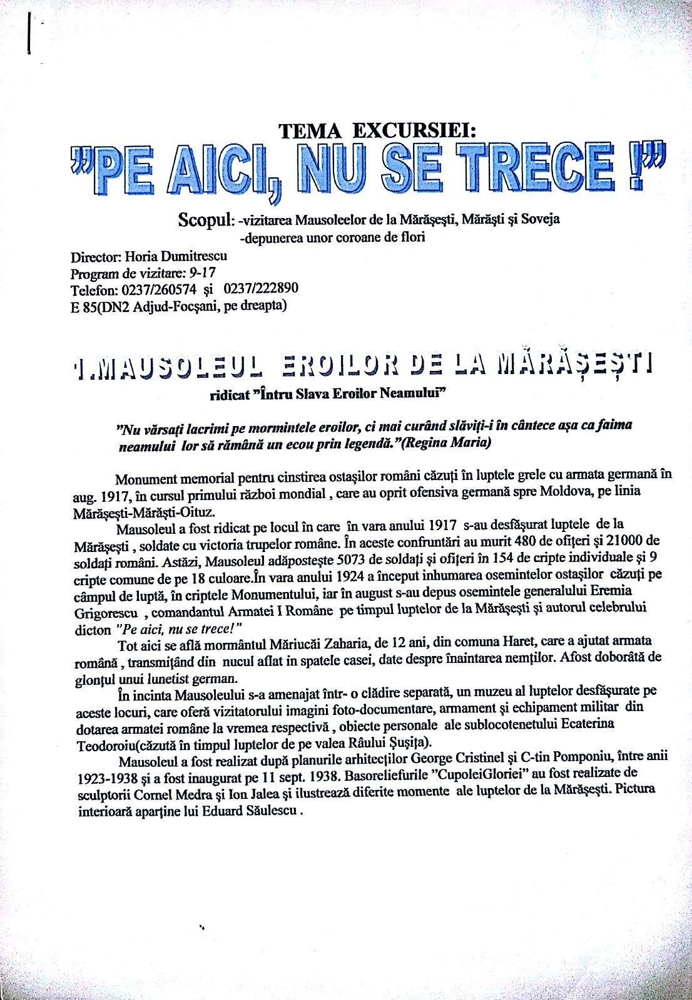 TEMA EXCURSIEI:
”PE AICI, NU SE TRECE !”
Scopul: -vizitarea Mausoleelor de la Mărăşeşti, Mărăşti şi Soveja
-depunerea unor coroane de flori
Director: Horia Dumitrescu
Program de vizitare: 9-17
Telefon: 0237/260574 şi 0237/222890
E 85(DN2 Adjud-Focşani, pe dreapta)
1.MAUSOLEUL EROILOR DE LA MĂRĂŞEŞTI
ridicat ”Întru Slava Eroilor Neamului”
”Nu vărsaţi lacrimi pe mormintele eroilor, ci mai curând slăviţi-i în cântece aşa ca faima
neamului lor să rămână un ecou prin legendă.”(Regina Maria)
Monument memorial pentru cinstirea ostaşilor români căzuţi în luptele grele cu armata germană în
aug. 1917, în cursul primului război mondial , care au oprit ofensiva germană spre Moldova, pe linia
Mărăşeşti-Mărăşti-Oituz.
Mausoleul a fost ridicat pe locul în care în vara anului 1917 s-au desfăşurat luptele de la
Mărăşeşti , soldate cu victoria trupelor române. În aceste confruntări au murit 480 de ofiţeri şi 21000 de
soldaţi români. Astăzi, Mausoleul adăposteşte 5073 de soldaţi şi ofiţeri în 154 de cripte individuale şi 9
cripte comune de pe 18 culoare.În vara anului 1924 a început inhumarea osemintelor ostaşilor căzuţi pe
câmpul de luptă, în criptele Monumentului, iar în august s-au depus osemintele generalului Eremia
Grigorescu , comandantul Armatei I Române pe timpul luptelor de la Mărăşeşti şi autorul celebrului
dicton "Pe aici, nu se trece!"
Tot aici se află mormântul Măriucăi Zaharia, de 12 ani, din comuna Haret, care a ajutat armata
română , transmiţând din nucul aflat in spatele casei, date despre înaintarea nemţilor. Afost doborâtă de
glonţul unui lunetist german.
În incinta Mausoleului s-a amenajat într- o clădire separată, un muzeu al luptelor desfăşurate pe
aceste locuri, care oferă vizitatorului imagini foto-documentare, armament şi echipament militar din
dotarea armatei române la vremea respectivă , obiecte personale ale sublocotenetului Ecaterina
Teodoroiu(căzută în timpul luptelor de pe valea Râului Şuşiţa).
Mausoleul a fost realizat după planurile arhitecţilor George Cristinel şi C-tin Pomponiu, între anii
1923-1938 şi a fost inaugurat pe 11 sept. 1938. Basoreliefurile ”CupoleiGloriei” au fost realizate de
sculptorii Cornel Medra şi Ion Jalea şi ilustrează diferite momente ale luptelor de la Mărăşeşti. Pictura
interioară aparţine lui Eduard Săulescu .